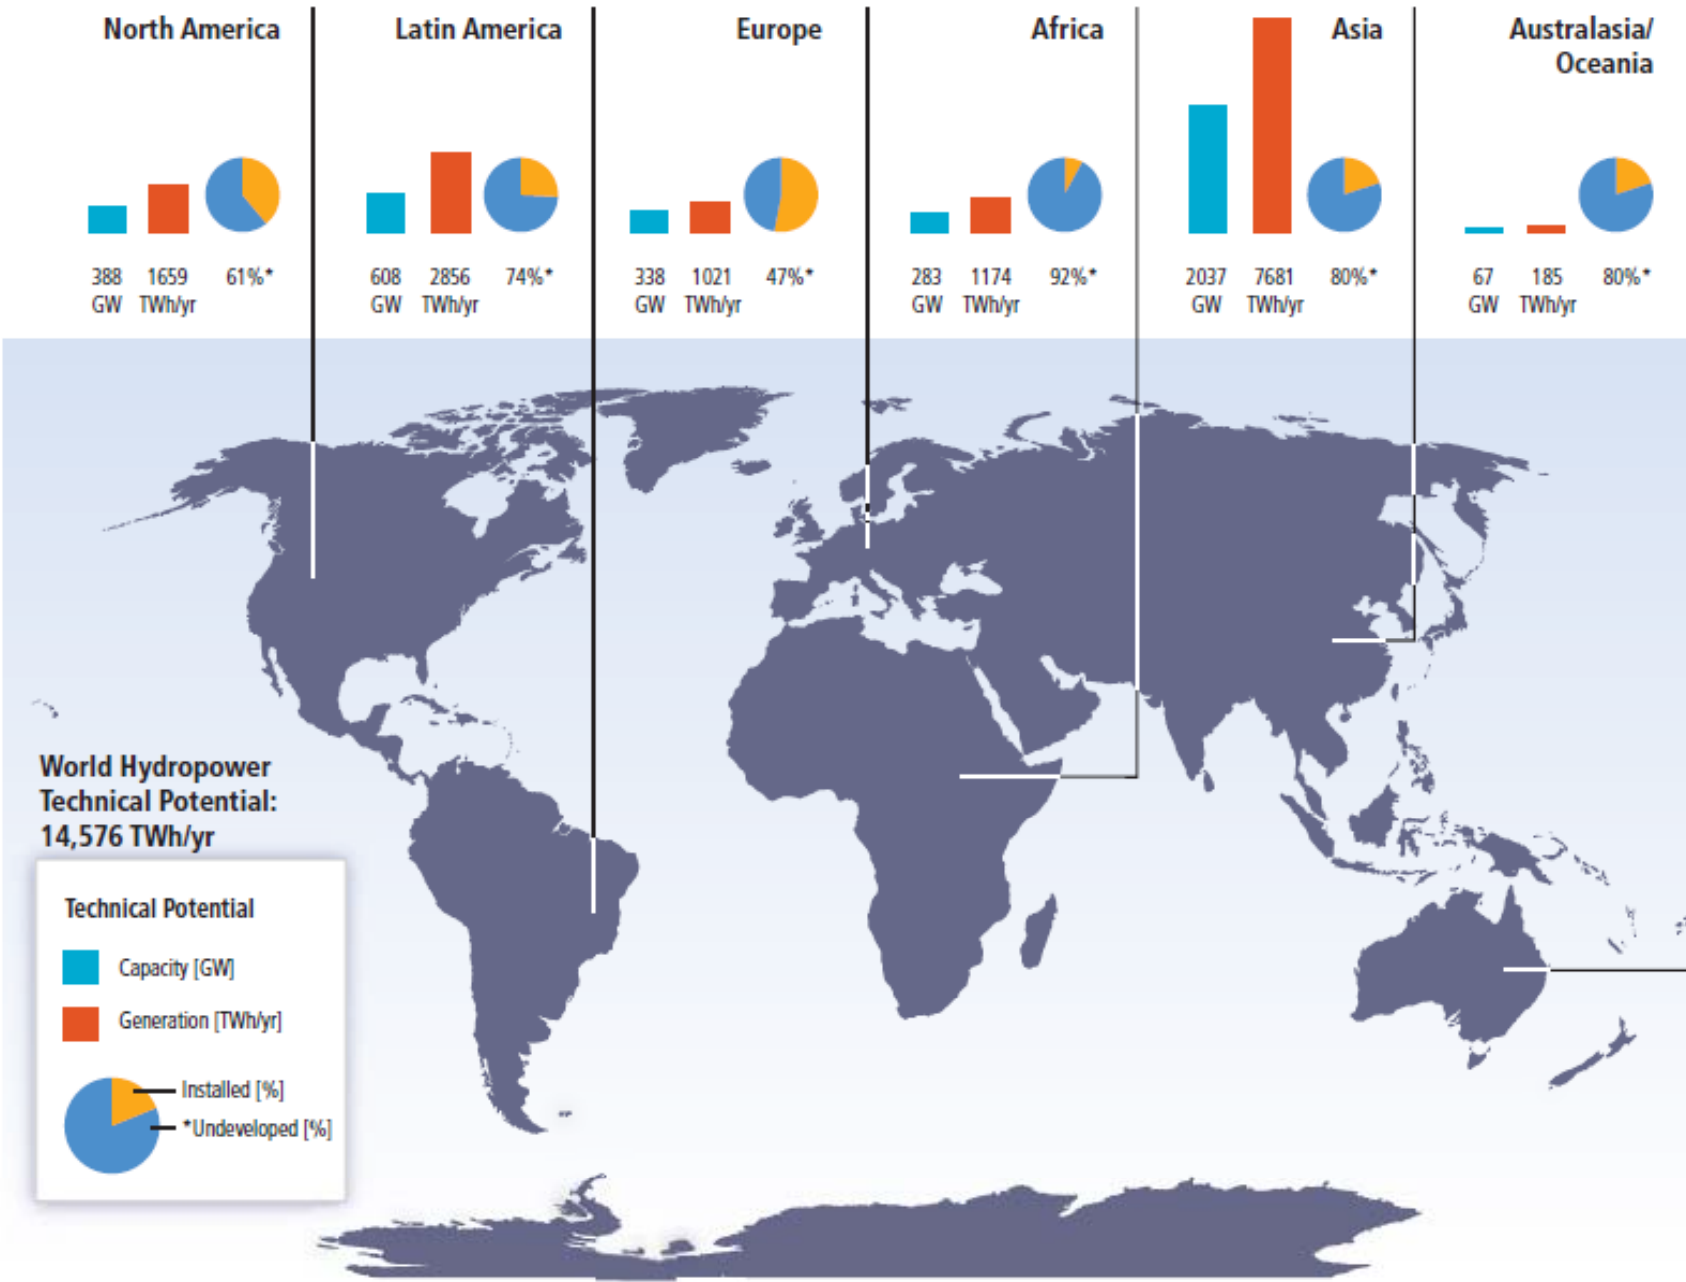 North America
388
GW
1659
TWh/yr
61%*
Latin America
608
GW
2856
TWh/yr
74%*
Europe
338
GW
1021
TWh/yr
47%*
Africa
283
GW
1174
TWh/yr
92%*
Asia
2037
GW
7681
TWh/yr
80%*
Australasia/
Oceania
67
GW
185
TWh/yr
80%*
World Hydropower
Technical Potential:
14,576 TWh/yr
Technical Potential
Capacity [GW]
Generation [TWh/yr]
Installed [%]
*Undeveloped [%]